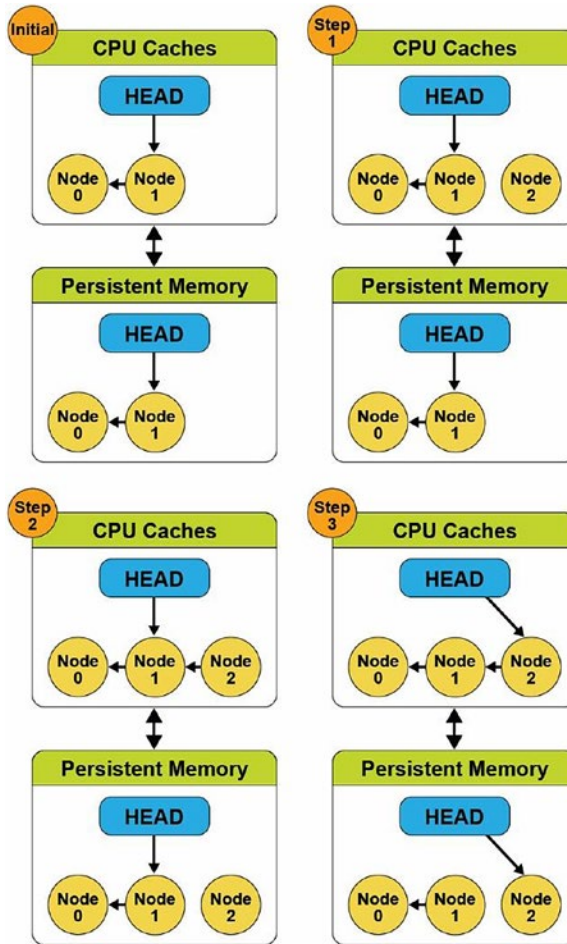 Initial
CPU Caches
HEAD
Node
0
Node
1
Persistent Memory
HEAD
Node
0
Node
1
Step
1
CPU Caches
HEAD
Node
0
Node
1
Node
2
Persistent Memory
HEAD
Node
0
Node
1
Step
2
CPU Caches
HEAD
Node
0
Node
1
Node
2
Persistent Memory
HEAD
Node
0
Node
1
Node
2
Step
3
CPU Caches
HEAD
Node
0
Node
1
Node
2
Persistent Memory
HEAD
Node
0
Node
1
Node
2